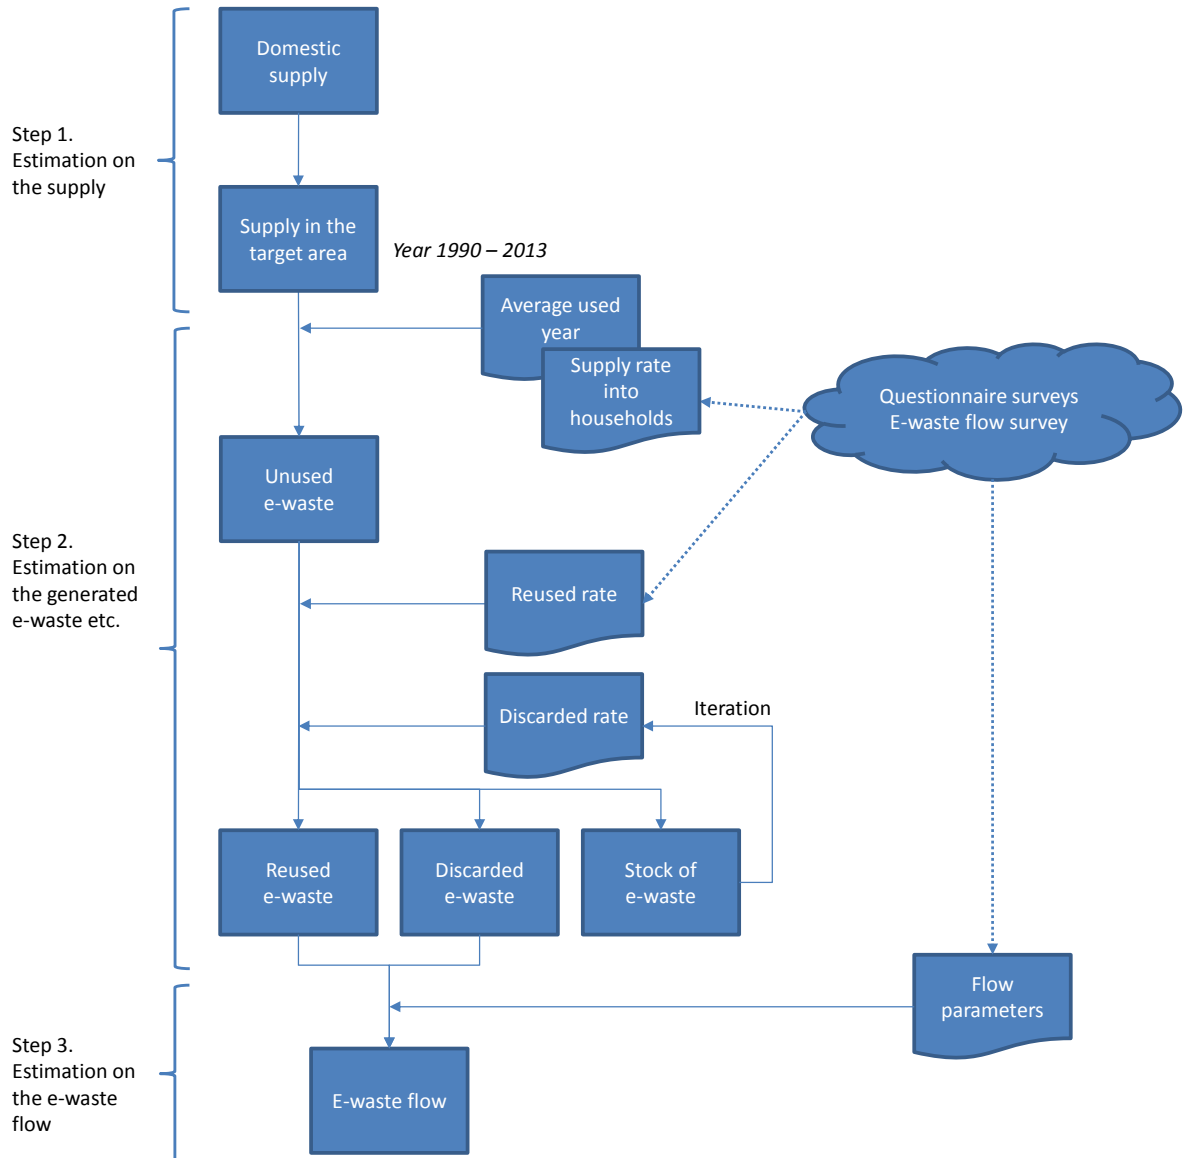 Domestic
supply
Step 1.
Estimation on
the supply
Supply in the
target area
Year 1990 – 2013
Average used
year
Supply rate
into
households
Questionnaire surveys
E-waste flow survey
Unused
e-waste
Step 2.
Estimation on
the generated
e-waste etc.
Reused rate
Discarded rate
Iteration
Reused
e-waste
Discarded
e-waste
Stock of
e-waste
Flow
parameters
Step 3.
Estimation on
the e-waste
flow
E-waste flow